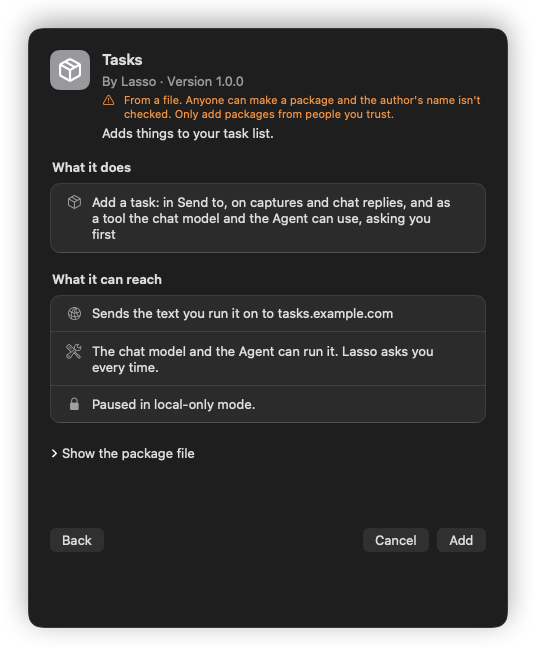 Tasks
By Lasso · Version 1.0.0
From a file. Anyone can make a package and the author's name isn't
checked. Only add packages from people you trust.
Adds things to your task list.
What it does
Add a task: in Send to, on captures and chat replies, and as
a tool the chat model and the Agent can use, asking you
first
What it can reach
Sends the text you run it on to tasks.example.com
The chat model and the Agent can run it. Lasso asks you
every time.
Paused in local-only mode.
Show the package file
Back
Cancel
Add